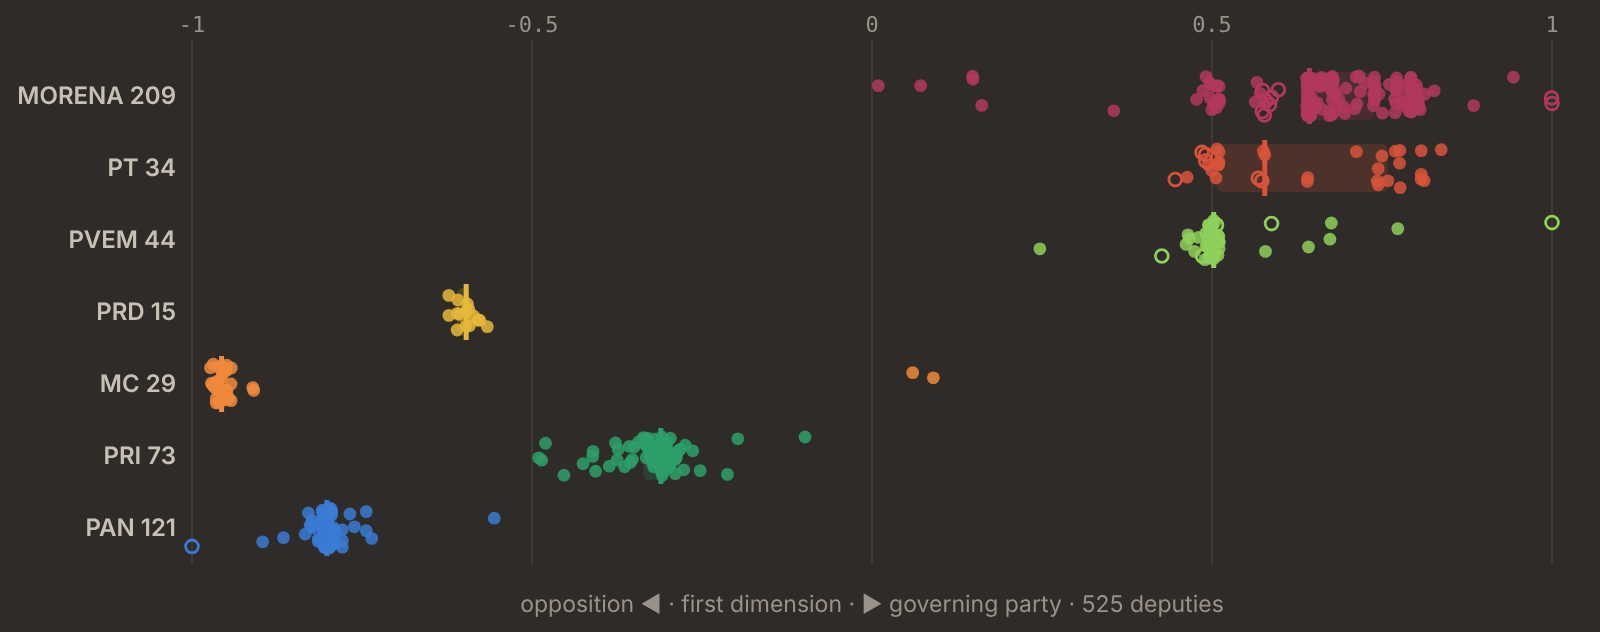 -1 -0.5 0 0.5 1
MORENA 209
PT 34
PVEM 44
PRD 15
MC 29
PRI 73
PAN 121
opposition ◀ · first dimension · ▶ governing party · 525 deputies